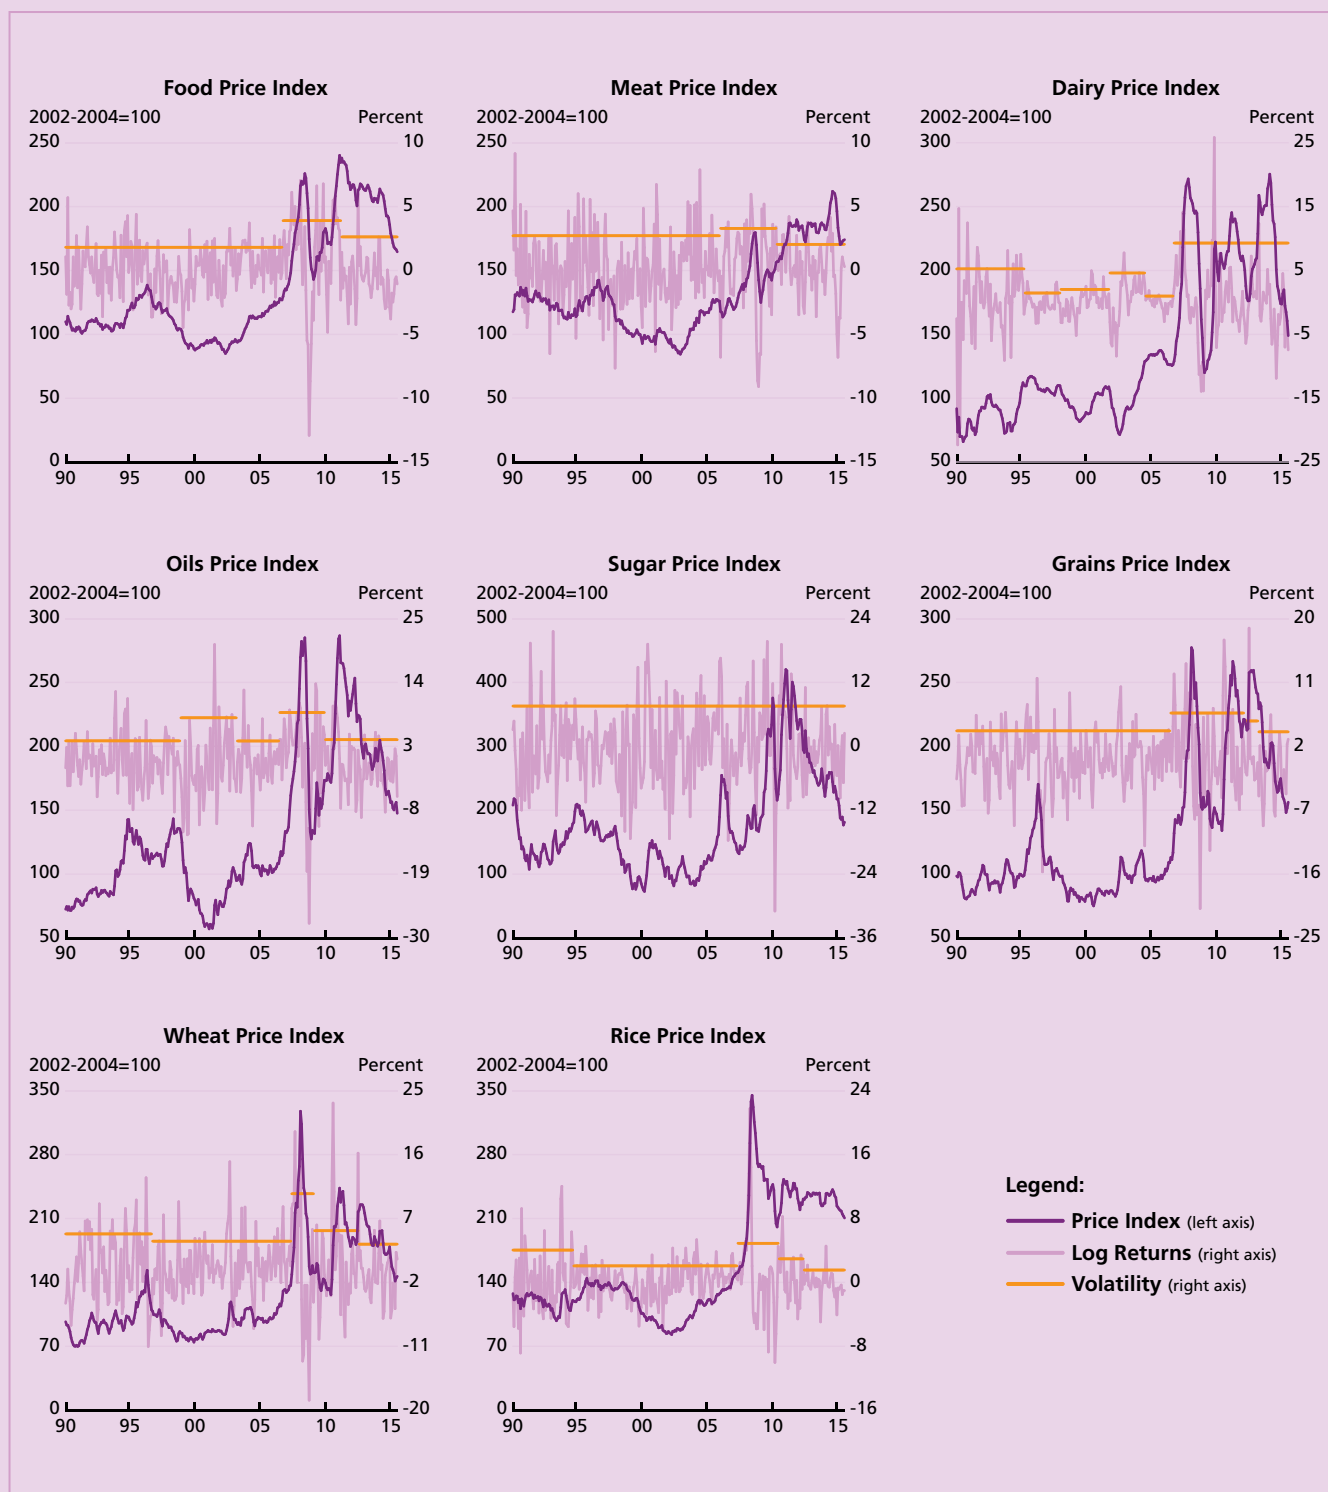 Food Price Index
2002-2004=100 Percent
250 10
200 5
150 0
100 -5
50 -10
0 -15
90 95 00 05 10 15
Meat Price Index
2002-2004=100 Percent
250 10
200 5
150 0
100 -5
50 -10
0 -15
90 95 00 05 10 15
Dairy Price Index
2002-2004=100 Percent
300 25
250 15
200 5
150 -5
100 -15
50 -25
90 95 00 05 10 15
Oils Price Index
2002-2004=100 Percent
300 25
250 14
200 3
150 -8
100 -19
50 -30
90 95 00 05 10 15
Sugar Price Index
2002-2004=100 Percent
500 24
400 12
300 0
200 -12
100 -24
0 -36
90 95 00 05 10 15
Grains Price Index
2002-2004=100 Percent
300 20
250 11
200 2
150 -7
100 -16
50 -25
90 95 00 05 10 15
Wheat Price Index
2002-2004=100 Percent
350 25
280 16
210 7
140 -2
70 -11
0 -20
90 95 00 05 10 15
Rice Price Index
2002-2004=100 Percent
350 24
280 16
210 8
140 0
70 -8
0 -16
90 95 00 05 10 15
Legend:
Price Index (left axis)
Log Returns (right axis)
Volatility (right axis)